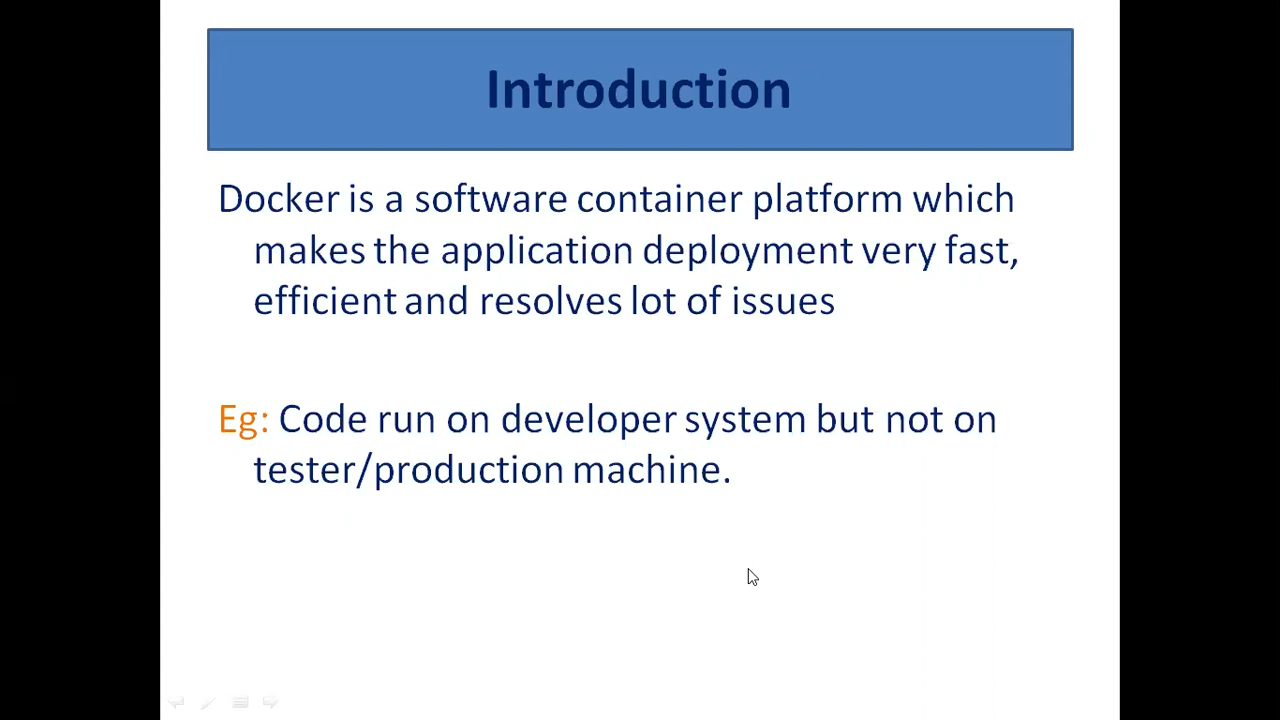 Introduction
Docker is a software container platform which
makes the application deployment very fast,
efficient and resolves lot of issues
Eg: Code run on developer system but not on
tester/production machine.